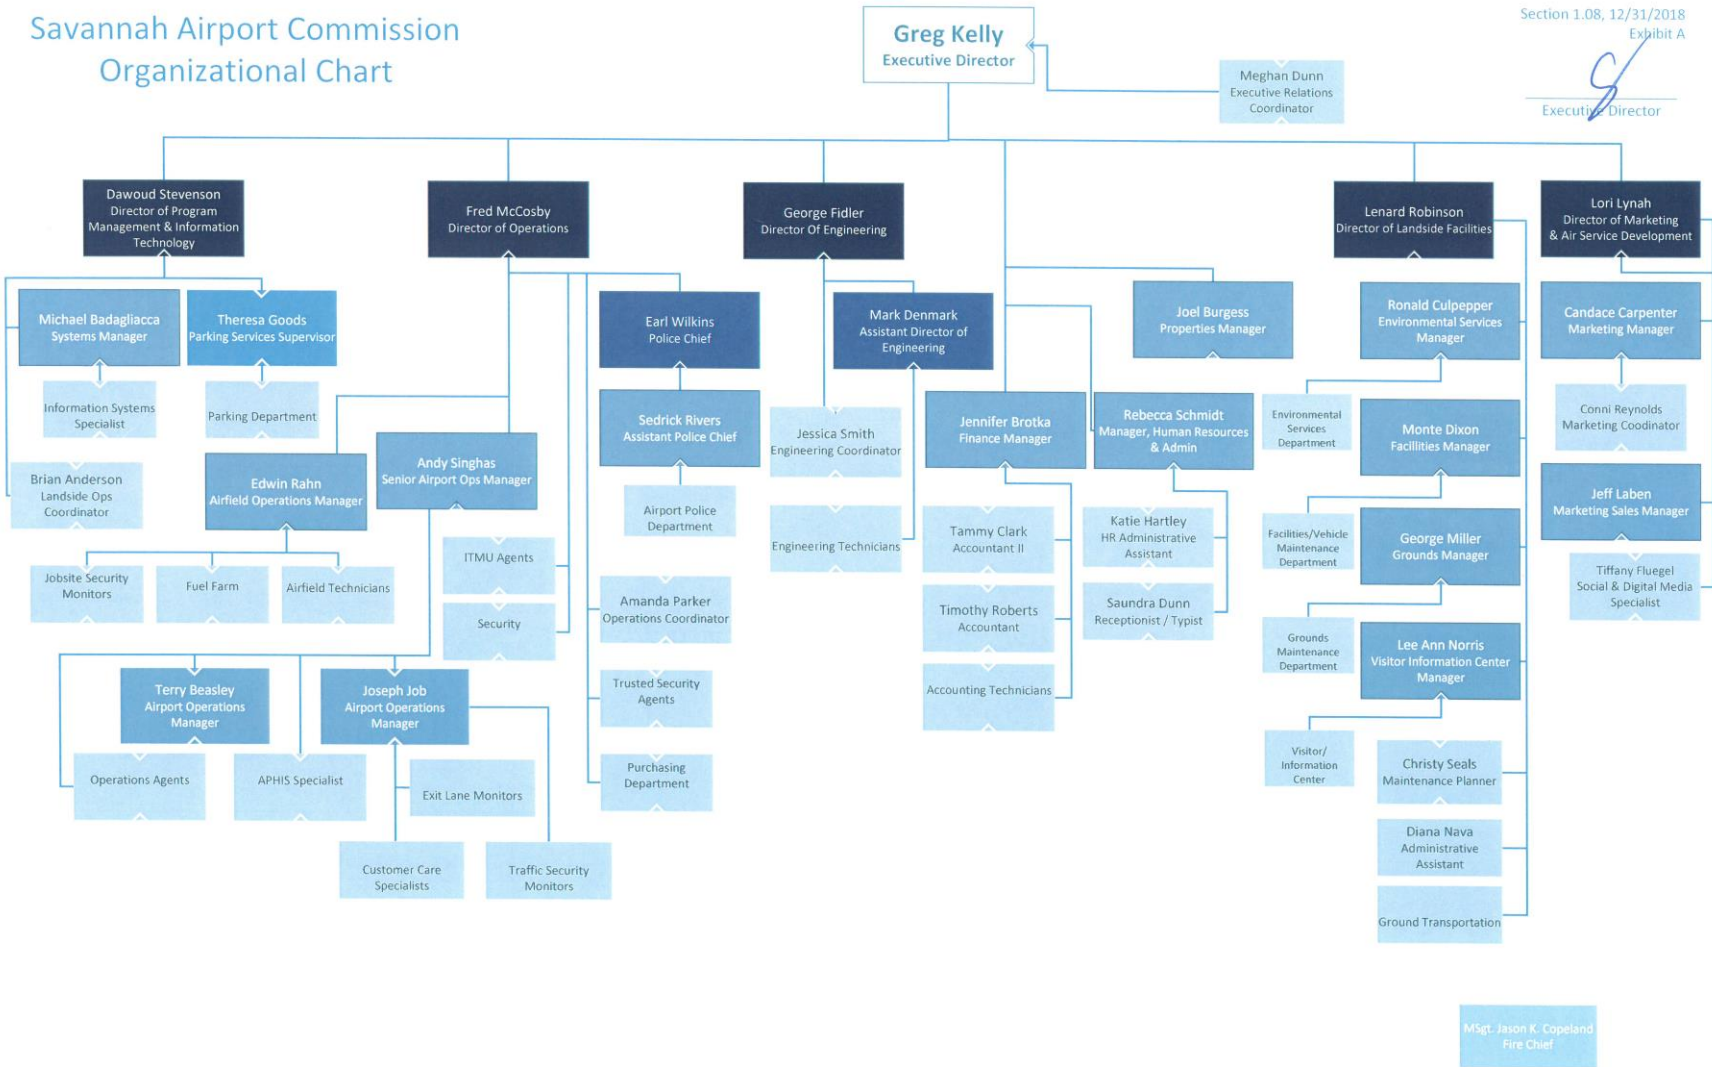 Savannah Airport Commission
Organizational Chart
Greg Kelly
Executive Director
Section 1.08, 12/31/2018
Exhibit A
Executive Director
Meghan Dunn
Executive Relations
Coordinator
Dawoud Stevenson
Director of Program
Management & Information
Technology
Fred McCosby
Director of Operations
George Fidler
Director Of Engineering
Lenard Robinson
Director of Landside Facilities
Lori Lynah
Director of Marketing
& Air Service Development
Michael Badagliacca
Systems Manager
Theresa Goods
Parking Services Supervisor
Information Systems
Specialist
Parking Department
Brian Anderson
Landside Ops
Coordinator
Edwin Rahn
Airfield Operations Manager
Andy Singhas
Senior Airport Ops Manager
Jobsite Security
Monitors
Fuel Farm
Airfield Technicians
Terry Beasley
Airport Operations
Manager
Joseph Job
Airport Operations
Manager
Operations Agents
APHIS Specialist
Exit Lane Monitors
Customer Care
Specialists
Traffic Security
Monitors
ITMU Agents
Security
Earl Wilkins
Police Chief
Sedrick Rivers
Assistant Police Chief
Airport Police
Department
Amanda Parker
Operations Coordinator
Trusted Security
Agents
Purchasing
Department
Mark Denmark
Assistant Director of
Engineering
Jessica Smith
Engineering Coordinator
Engineering Technicians
Joel Burgess
Properties Manager
Jennifer Brotka
Finance Manager
Rebecca Schmidt
Manager, Human Resources
& Admin
Tammy Clark
Accountant II
Timothy Roberts
Accountant
Accounting Technicians
Katie Hartley
HR Administrative
Assistant
Saundra Dunn
Receptionist / Typist
Ronald Culpepper
Environmental Services
Manager
Environmental
Services
Department
Monte Dixon
Facillities Manager
Facilities/Vehicle
Maintenance
Department
George Miller
Grounds Manager
Grounds
Maintenance
Department
Lee Ann Norris
Visitor Information Center
Manager
Visitor/
Information
Center
Christy Seals
Maintenance Planner
Diana Nava
Administrative
Assistant
Ground Transportation
Candace Carpenter
Marketing Manager
Conni Reynolds
Marketing Coodinator
Jeff Laben
Marketing Sales Manager
Tiffany Fluegel
Social & Digital Media
Specialist
MSgt. Jason K. Copeland
Fire Chief